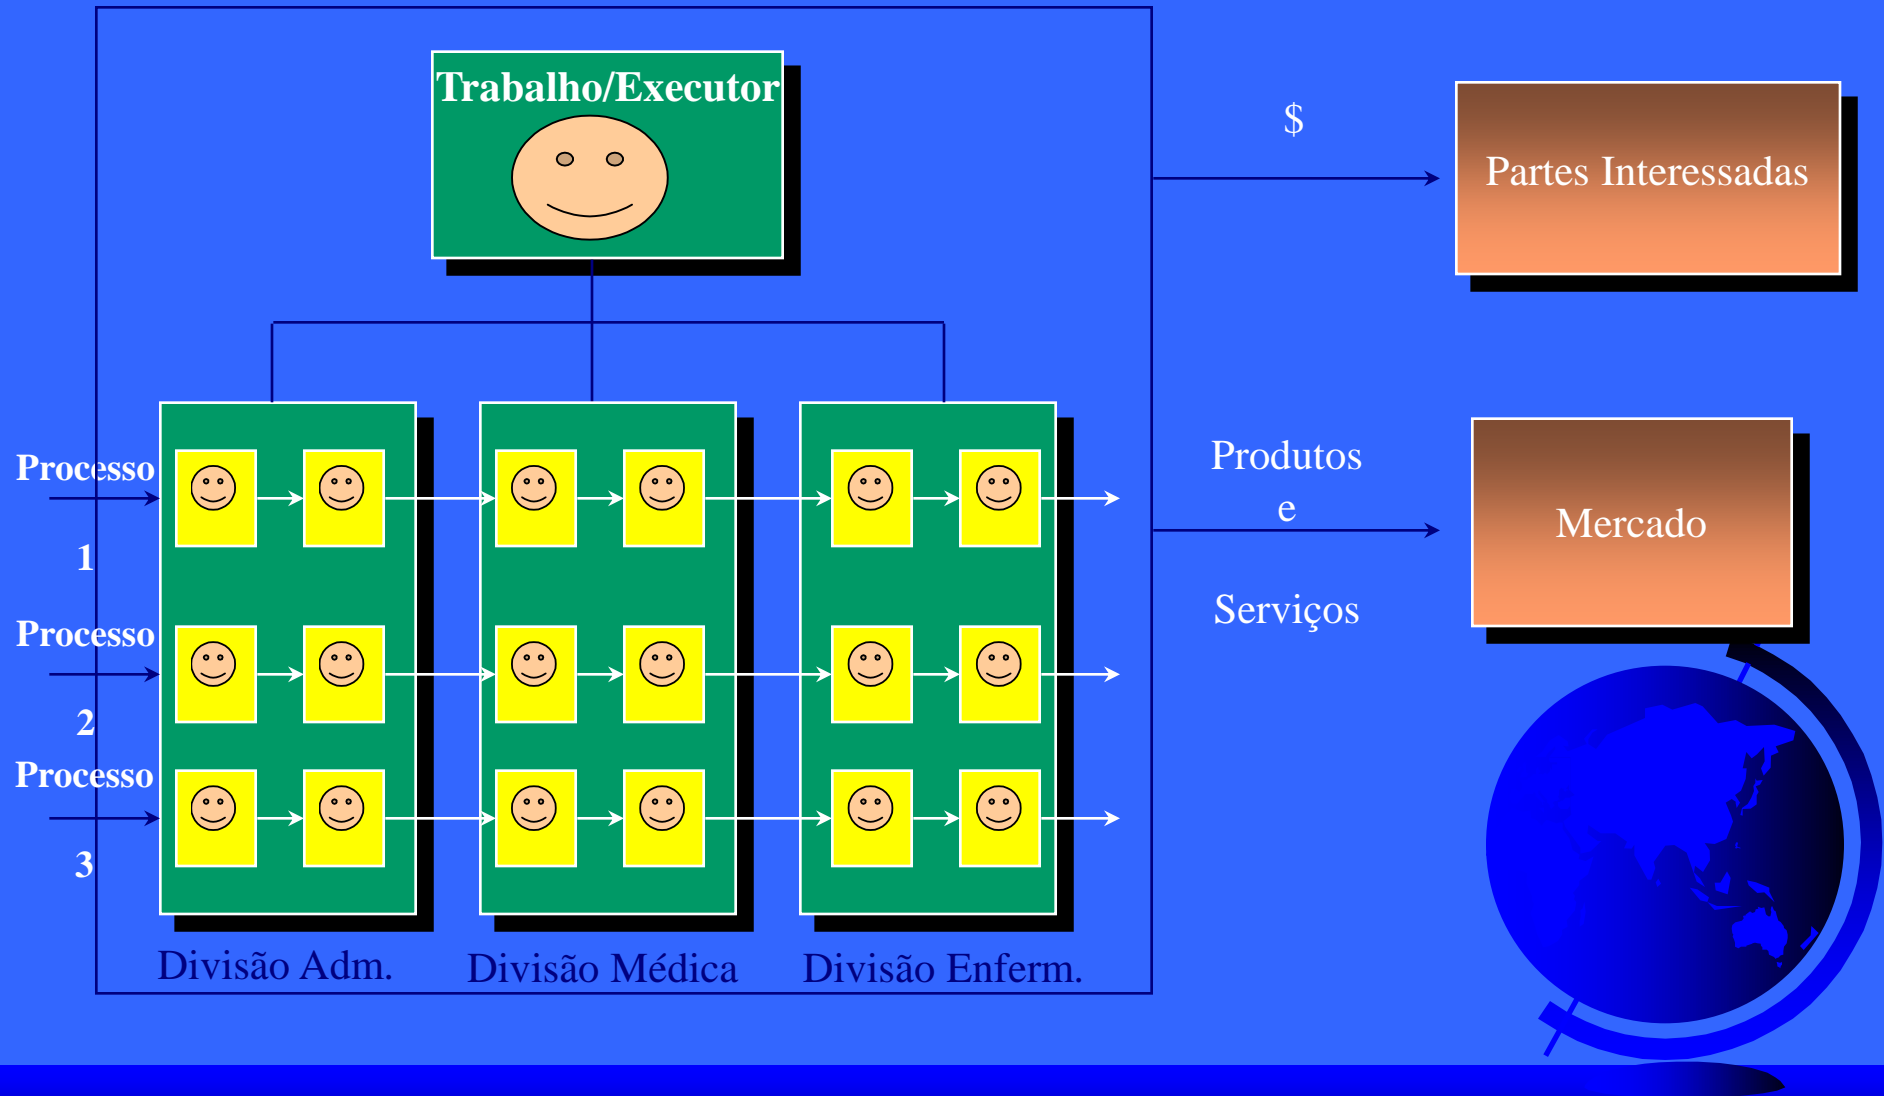 Trabalho/Executor
$
Partes Interessadas
Processo
1
Processo
2
Processo
3
Produtos
e
Serviços
Mercado
Divisão Adm.
Divisão Médica
Divisão Enferm.